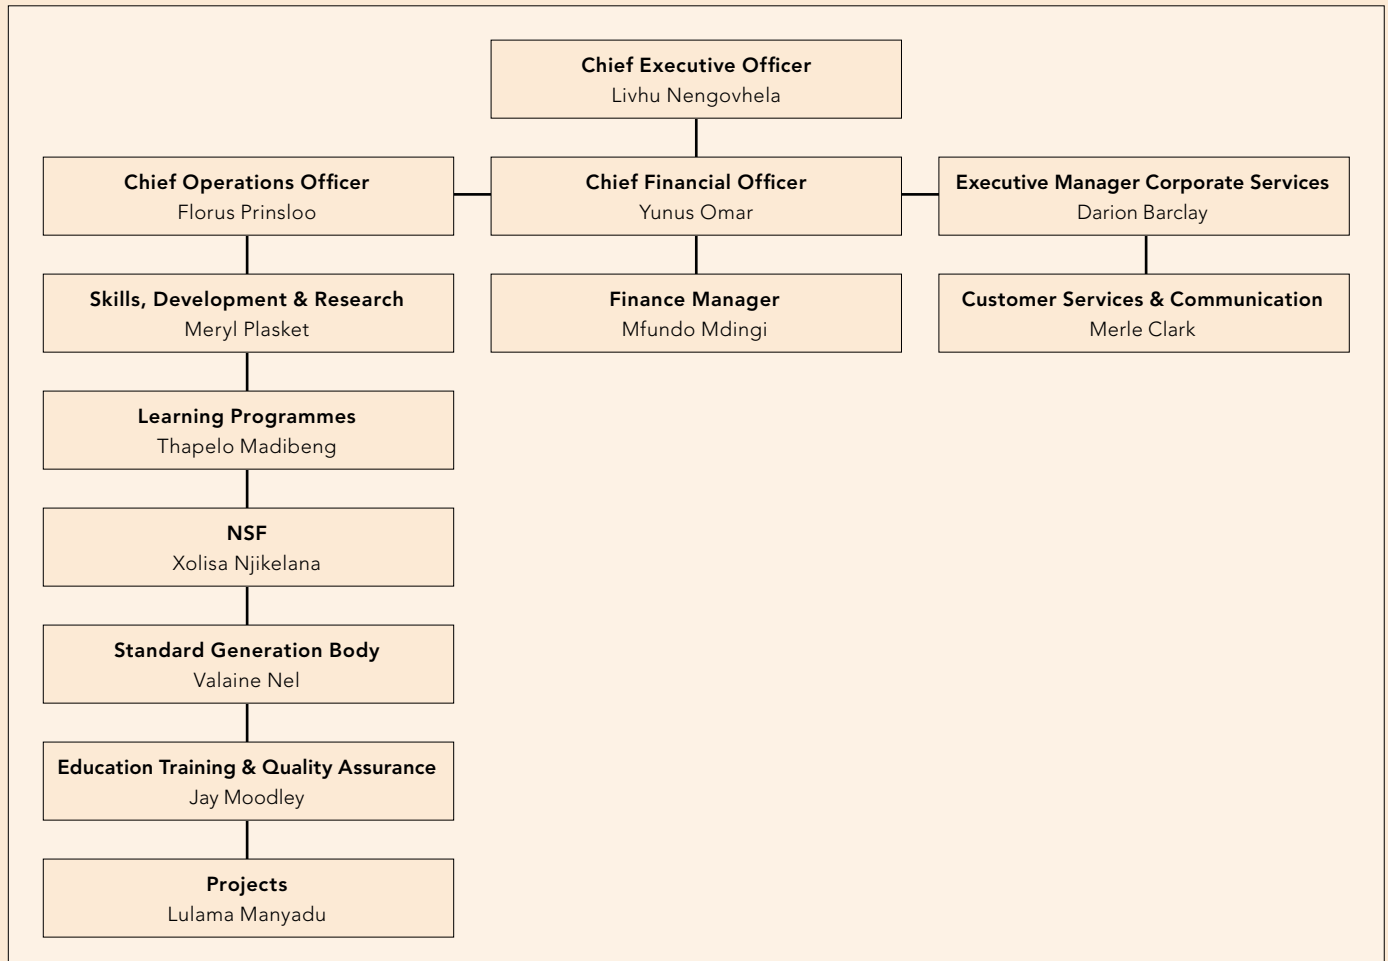 Chief Executive Officer
Livhu Nengovhela
Chief Operations Officer
Florus Prinsloo
Chief Financial Officer
Yunus Omar
Executive Manager Corporate Services
Darion Barclay
Skills, Development & Research
Meryl Plasket
Finance Manager
Mfundo Mdingi
Customer Services & Communication
Merle Clark
Learning Programmes
Thapelo Madibeng
NSF
Xolisa Njikelana
Standard Generation Body
Valaine Nel
Education Training & Quality Assurance
Jay Moodley
Projects
Lulama Manyadu